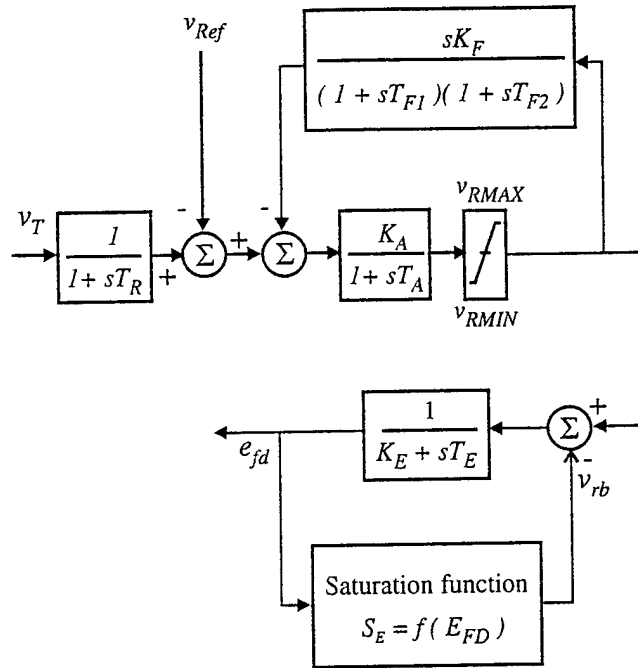 v_Ref
sK_F
( 1 + sT_F1 )( 1 + sT_F2 )
-
-
v_RMAX
v_T
1
1 + sT_R
+
Σ
+
Σ
K_A
1 + sT_A
v_RMIN
1
K_E + sT_E
Σ
+
-
e_fd
v_rb
Saturation function
S_E = f ( E_FD )